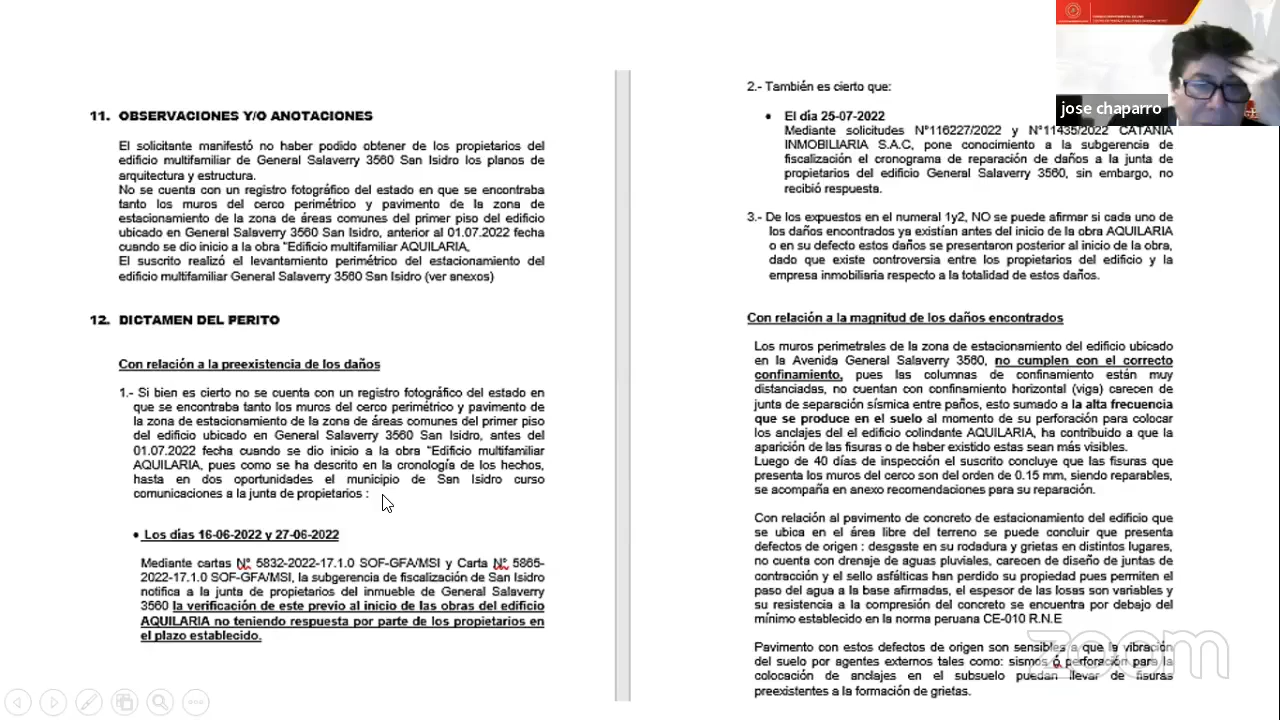 11. OBSERVACIONES Y/O ANOTACIONES
El solicitante manifestó no haber podido obtener de los propietarios del
edificio multifamiliar de General Salaverry 3560 San Isidro los planos de
arquitectura y estructura.
No se cuenta con un registro fotográfico del estado en que se encontraba
tanto los muros del cerco perimétrico y pavimento de la zona de
estacionamiento de la zona de áreas comunes del primer piso del edificio
ubicado en General Salaverry 3560 San Isidro, anterior al 01.07.2022 fecha
cuando se dio inicio a la obra “Edificio multifamiliar AQUILARIA,
El suscrito realizó el levantamiento perimétrico del estacionamiento del
edificio multifamiliar General Salaverry 3560 San Isidro (ver anexos)
12. DICTAMEN DEL PERITO
Con relación a la preexistencia de los daños
1.- Si bien es cierto no se cuenta con un registro fotográfico del estado en
que se encontraba tanto los muros del cerco perimétrico y pavimento de
la zona de estacionamiento de la zona de áreas comunes del primer piso
del edificio ubicado en General Salaverry 3560 San Isidro, antes del
01.07.2022 fecha cuando se dio inicio a la obra “Edificio multifamiliar
AQUILARIA, pues como se ha descrito en la cronología de los hechos,
hasta en dos oportunidades el municipio de San Isidro curso
comunicaciones a la junta de propietarios :
• Los días 16-06-2022 y 27-06-2022
Mediante cartas Nº 5832-2022-17.1.0 SOF-GFA/MSI y Carta Nº 5865-
2022-17.1.0 SOF-GFA/MSI, la subgerencia de fiscalización de San Isidro
notifica a la junta de propietarios del inmueble de General Salaverry
3560 la verificación de este previo al inicio de las obras del edificio
AQUILARIA no teniendo respuesta por parte de los propietarios en
el plazo establecido.
2.- También es cierto que:
• El día 25-07-2022
Mediante solicitudes N°116227/2022 y N°11435/2022 CATANIA
INMOBILIARIA S.A.C, pone conocimiento a la subgerencia de
fiscalización el cronograma de reparación de daños a la junta de
propietarios del edificio General Salaverry 3560, sin embargo, no
recibió respuesta.
3.- De los expuestos en el numeral 1y2, NO se puede afirmar si cada uno de
los daños encontrados ya existían antes del inicio de la obra AQUILARIA
o en su defecto estos daños se presentaron posterior al inicio de la obra,
dado que existe controversia entre los propietarios del edificio y la
empresa inmobiliaria respecto a la totalidad de estos daños.
Con relación a la magnitud de los daños encontrados
Los muros perimetrales de la zona de estacionamiento del edificio ubicado
en la Avenida General Salaverry 3560, no cumplen con el correcto
confinamiento, pues las columnas de confinamiento están muy
distanciadas, no cuentan con confinamiento horizontal (viga) carecen de
junta de separación sísmica entre paños, esto sumado a la alta frecuencia
que se produce en el suelo al momento de su perforación para colocar
los anclajes del el edificio colindante AQUILARIA, ha contribuido a que la
aparición de las fisuras o de haber existido estas sean más visibles.
Luego de 40 días de inspección el suscrito concluye que las fisuras que
presenta los muros del cerco son del orden de 0.15 mm, siendo reparables,
se acompaña en anexo recomendaciones para su reparación.
Con relación al pavimento de concreto de estacionamiento del edificio que
se ubica en el área libre del terreno se puede concluir que presenta
defectos de origen : desgaste en su rodadura y grietas en distintos lugares,
no cuenta con drenaje de aguas pluviales, carecen de diseño de juntas de
contracción y el sello asfálticas han perdido su propiedad pues permiten el
paso del agua a la base afirmadas, el espesor de las losas son variables y
su resistencia a la compresión del concreto se encuentra por debajo del
mínimo establecido en la norma peruana CE-010 R.N.E
Pavimento con estos defectos de origen son sensibles a que la vibración
del suelo por agentes externos tales como: sismos ó perforación para la
colocación de anclajes en el subsuelo puedan llevar de fisuras
preexistentes a la formación de grietas.
jose chaparro
zoom